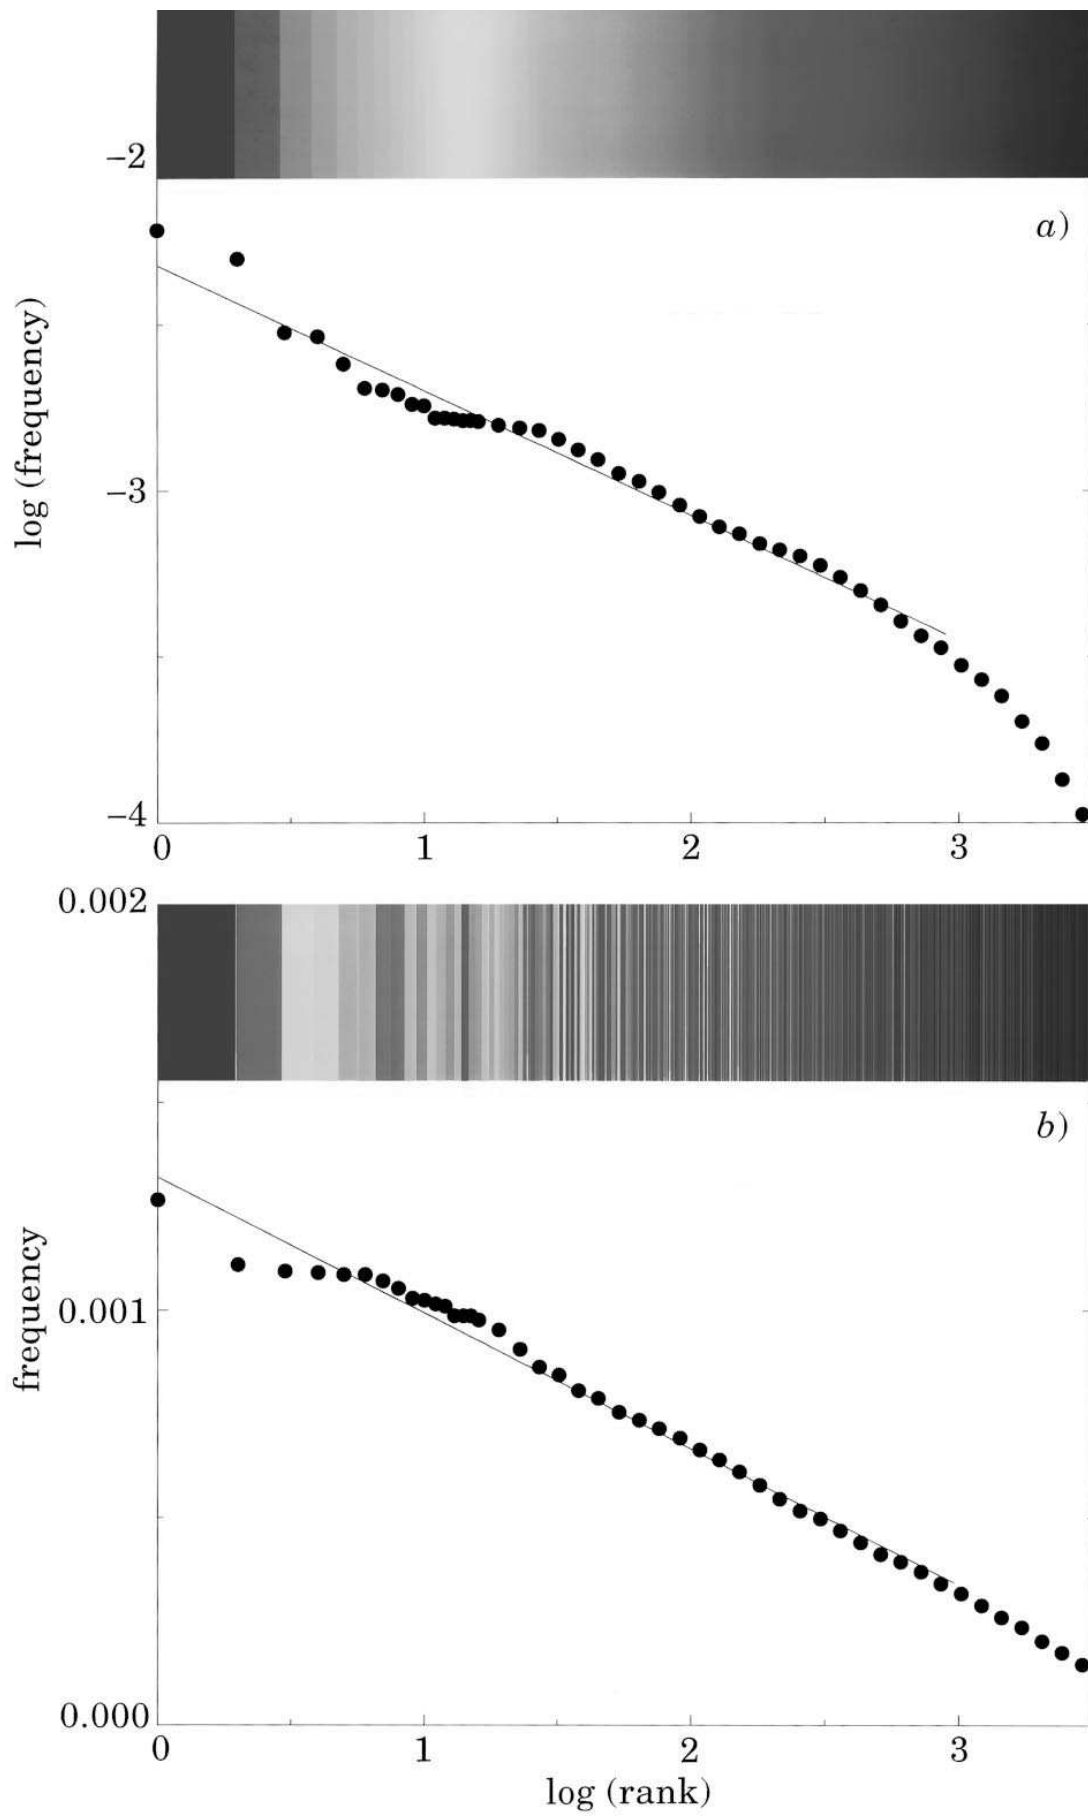 −2
a)
log (frequency)
−3
−4
0 1 2 3
0.002
b)
frequency
0.001
0.000
0 1 2 3
log (rank)